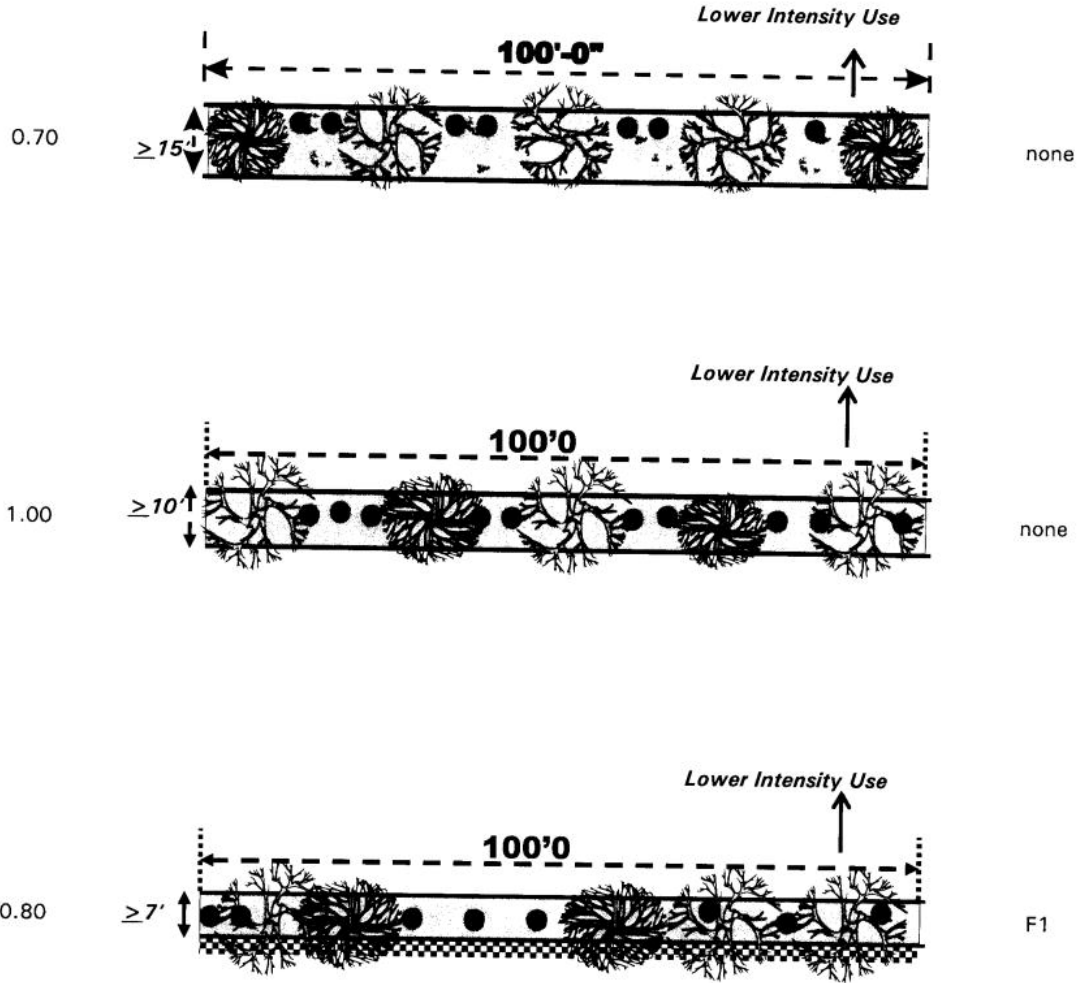 Lower Intensity Use
100'-0"
0.70
≥15'
none
Lower Intensity Use
100'0
1.00
≥10'
none
Lower Intensity Use
100'0
0.80
≥7'
F1